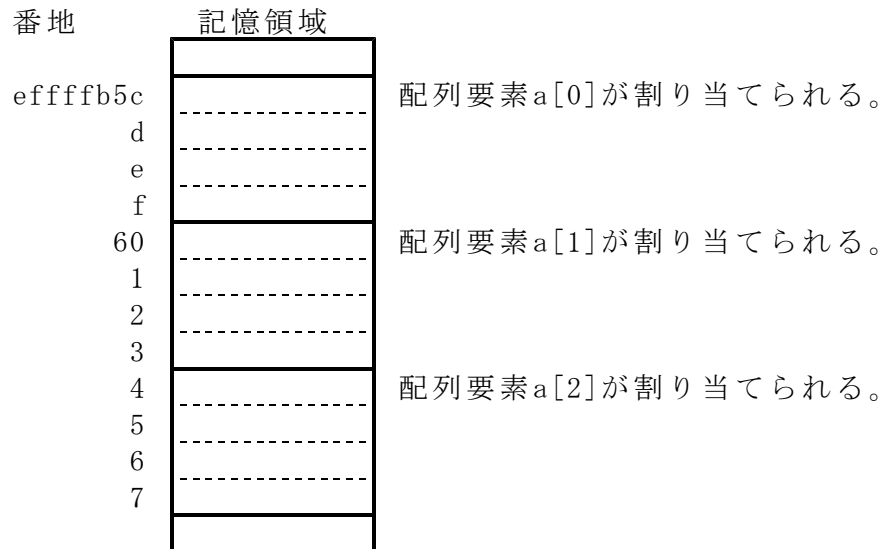 番地 記憶領域
effffb5c 配列要素a[0]が割り当てられる。
d
e
f
60 配列要素a[1]が割り当てられる。
1
2
3
4 配列要素a[2]が割り当てられる。
5
6
7